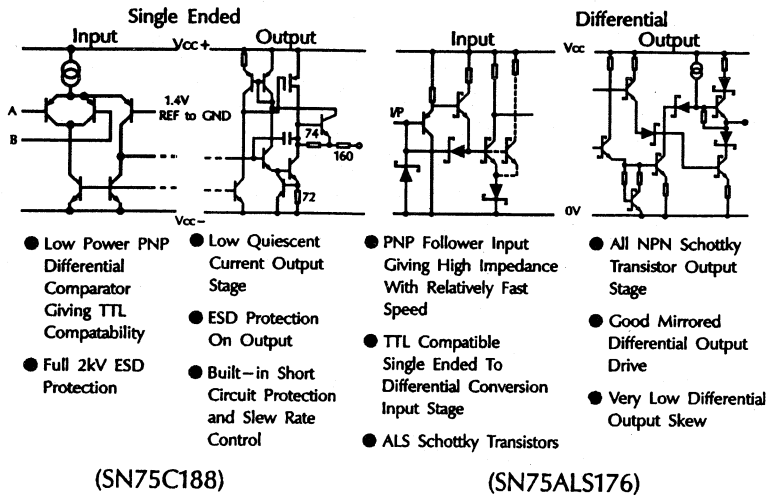 Single Ended
Differential
Input
Vcc+
Output
Input
Vcc
Output
A
B
1.4V
REF to GND
74
160
72
I/P
Vcc-
0V
● Low Power PNP
Differential
Comparator
Giving TTL
Compatability
● Full 2kV ESD
Protection
● Low Quiescent
Current Output
Stage
● ESD Protection
On Output
● Built-in Short
Circuit Protection
and Slew Rate
Control
● PNP Follower Input
Giving High Impedance
With Relatively Fast
Speed
● TTL Compatible
Single Ended To
Differential Conversion
Input Stage
● ALS Schottky Transistors
● All NPN Schottky
Transistor Output
Stage
● Good Mirrored
Differential Output
Drive
● Very Low Differential
Output Skew
(SN75C188)
(SN75ALS176)